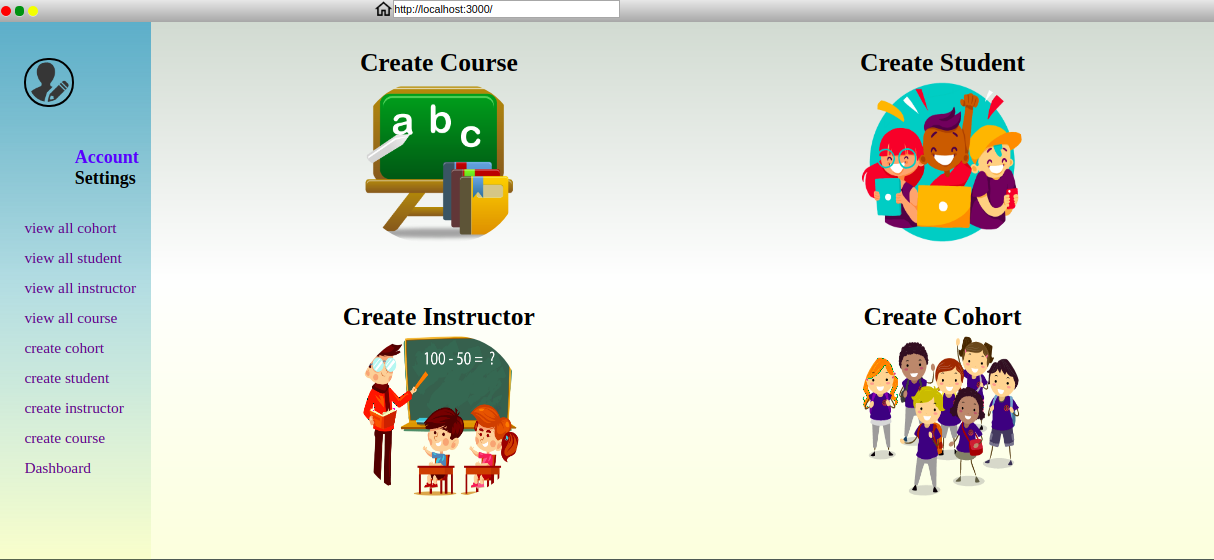 http://localhost:3000/
Account
Settings
view all cohort
view all student
view all instructor
view all course
create cohort
create student
create instructor
create course
Dashboard
Create Course
a b c
Create Student
Create Instructor
100 - 50 = ?
Create Cohort